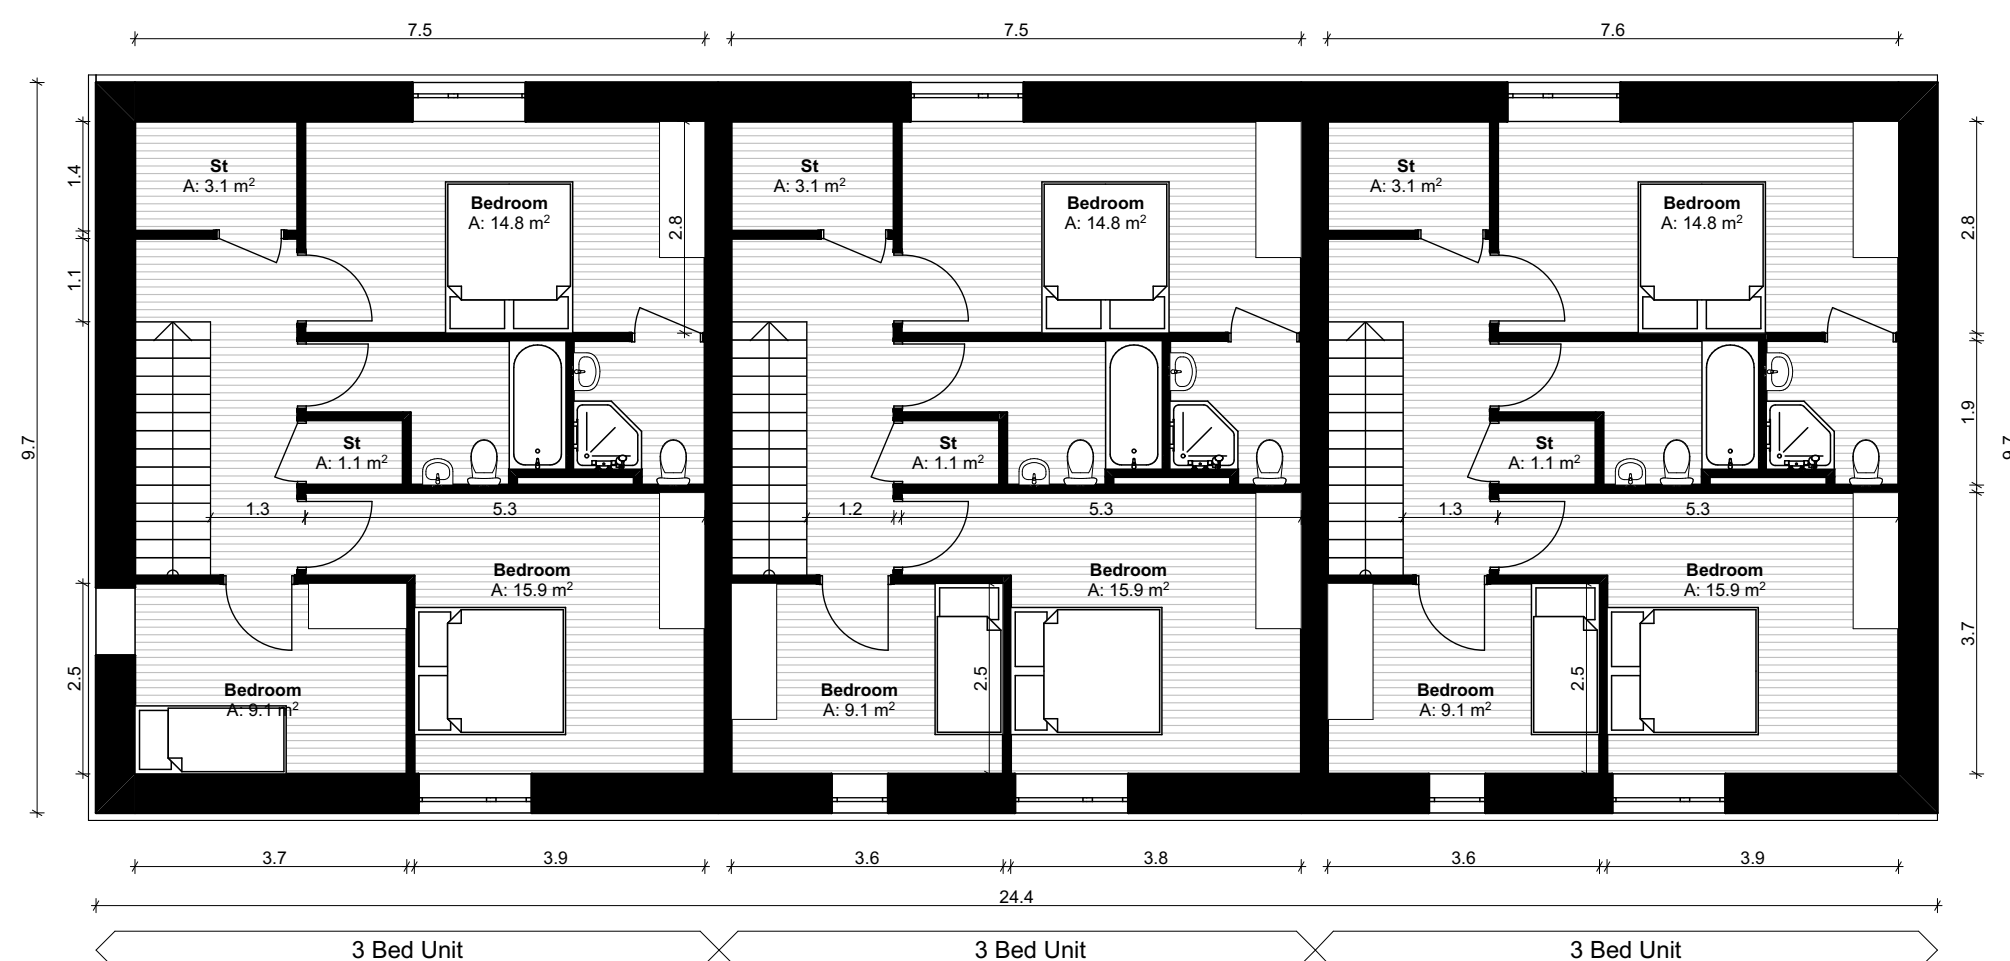 7.5
7.5
7.6
St
A: 3.1 m²
St
A: 3.1 m²
St
A: 3.1 m²
1.4
Bedroom
A: 14.8 m²
Bedroom
A: 14.8 m²
Bedroom
A: 14.8 m²
2.8
2.8
1.1
9.7
1.9
9.7
St
A: 1.1 m²
St
A: 1.1 m²
St
A: 1.1 m²
1.3
5.3
1.2
5.3
1.3
5.3
Bedroom
A: 15.9 m²
Bedroom
A: 15.9 m²
Bedroom
A: 15.9 m²
3.7
2.5
2.5
2.5
Bedroom
A: 9.1 m²
Bedroom
A: 9.1 m²
Bedroom
A: 9.1 m²
3.7
3.9
3.6
3.8
3.6
3.9
24.4
3 Bed Unit
3 Bed Unit
3 Bed Unit